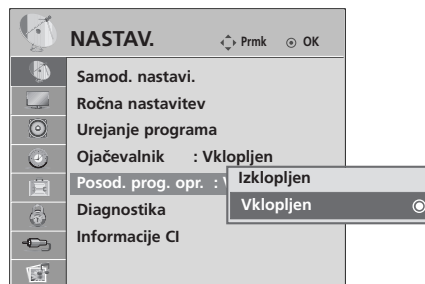 NASTAV. Prmk OK
Samod. nastavi.
Ročna nastavitev
Urejanje programa
Ojačevalnik : Vklopljen
Posod. prog. opr. : V
Izklopljen
Vklopljen
Diagnostika
Informacije CI